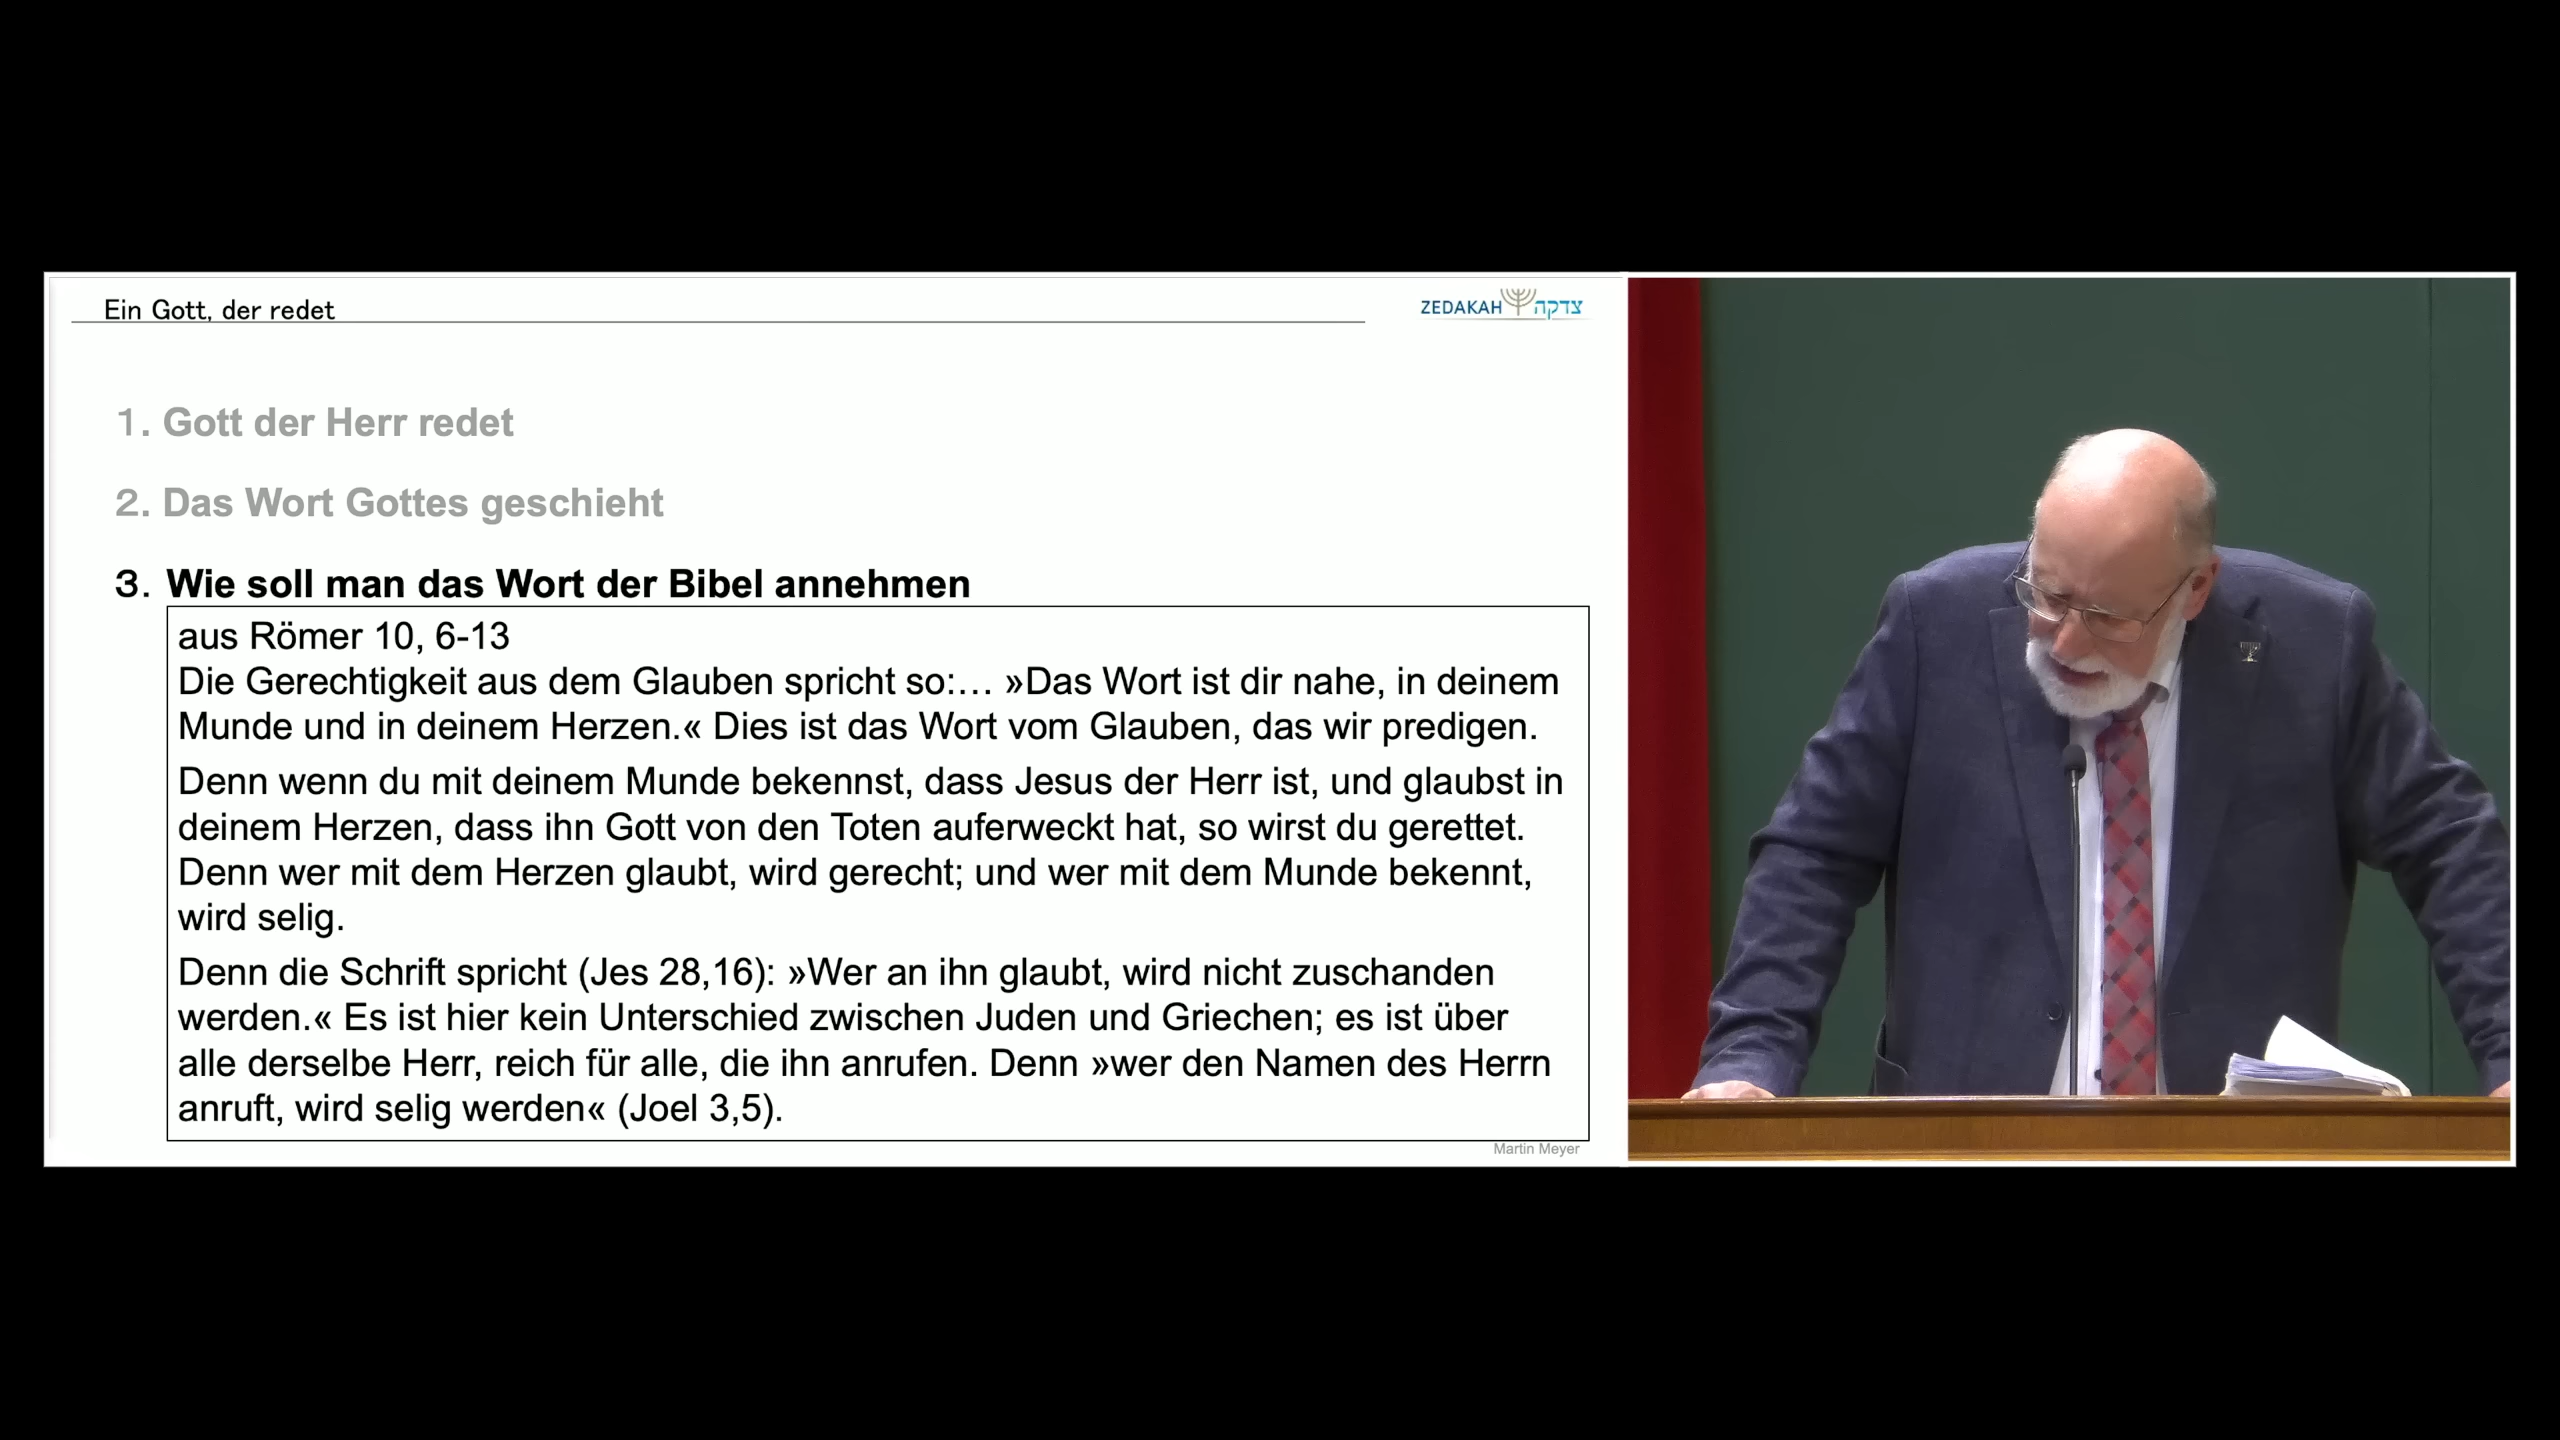 Ein Gott, der redet
ZEDAKAH צדקה
1. Gott der Herr redet
2. Das Wort Gottes geschieht
3. Wie soll man das Wort der Bibel annehmen
aus Römer 10, 6-13
Die Gerechtigkeit aus dem Glauben spricht so:… »Das Wort ist dir nahe, in deinem
Munde und in deinem Herzen.« Dies ist das Wort vom Glauben, das wir predigen.
Denn wenn du mit deinem Munde bekennst, dass Jesus der Herr ist, und glaubst in
deinem Herzen, dass ihn Gott von den Toten auferweckt hat, so wirst du gerettet.
Denn wer mit dem Herzen glaubt, wird gerecht; und wer mit dem Munde bekennt,
wird selig.
Denn die Schrift spricht (Jes 28,16): »Wer an ihn glaubt, wird nicht zuschanden
werden.« Es ist hier kein Unterschied zwischen Juden und Griechen; es ist über
alle derselbe Herr, reich für alle, die ihn anrufen. Denn »wer den Namen des Herrn
anruft, wird selig werden« (Joel 3,5).
Martin Meyer